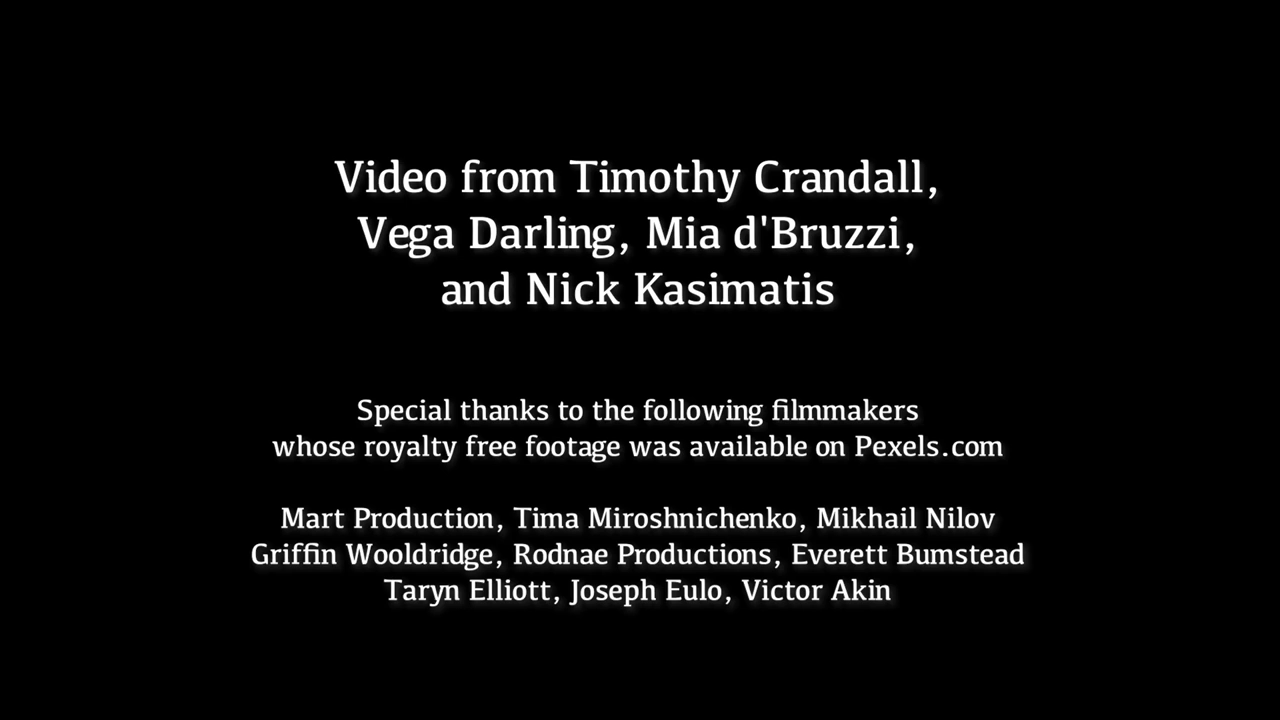 Video from Timothy Crandall,
Vega Darling, Mia d'Bruzzi,
and Nick Kasimatis
Special thanks to the following filmmakers
whose royalty free footage was available on Pexels.com
Mart Production, Tima Miroshnichenko, Mikhail Nilov
Griffin Wooldridge, Rodnae Productions, Everett Bumstead
Taryn Elliott, Joseph Eulo, Victor Akin